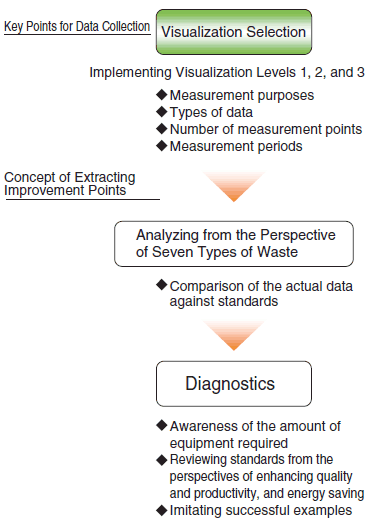 Key Points for Data Collection
Visualization Selection
Implementing Visualization Levels 1, 2, and 3
◆Measurement purposes
◆Types of data
◆Number of measurement points
◆Measurement periods
Concept of Extracting
Improvement Points
Analyzing from the Perspective
of Seven Types of Waste
◆Comparison of the actual data
against standards
Diagnostics
◆Awareness of the amount of
equipment required
◆Reviewing standards from the
perspectives of enhancing quality
and productivity, and energy saving
◆Imitating successful examples